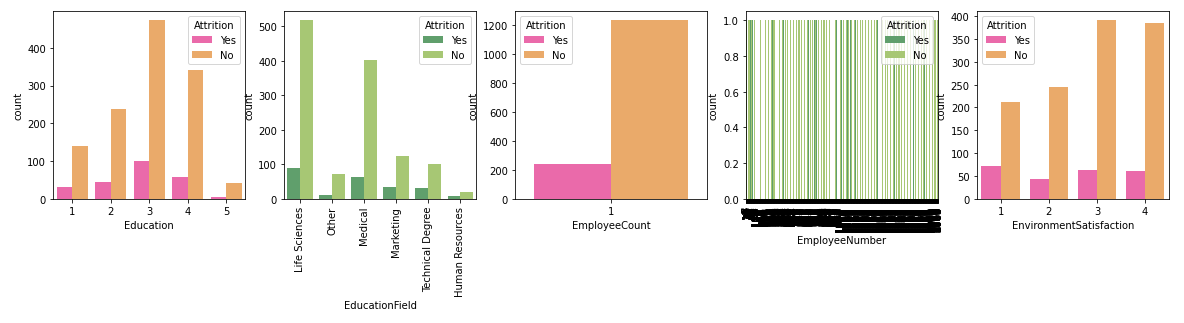 Attrition
Yes
No
count
400
300
200
100
0
1 2 3 4 5
Education
Attrition
Yes
No
count
500
400
300
200
100
0
Life Sciences
Other
Medical
Marketing
Technical Degree
Human Resources
EducationField
Attrition
Yes
No
count
1200
1000
800
600
400
200
0
1
EmployeeCount
Attrition
Yes
No
count
1.0
0.8
0.6
0.4
0.2
0.0
EmployeeNumber
Attrition
Yes
No
count
400
350
300
250
200
150
100
50
0
1 2 3 4
EnvironmentSatisfaction